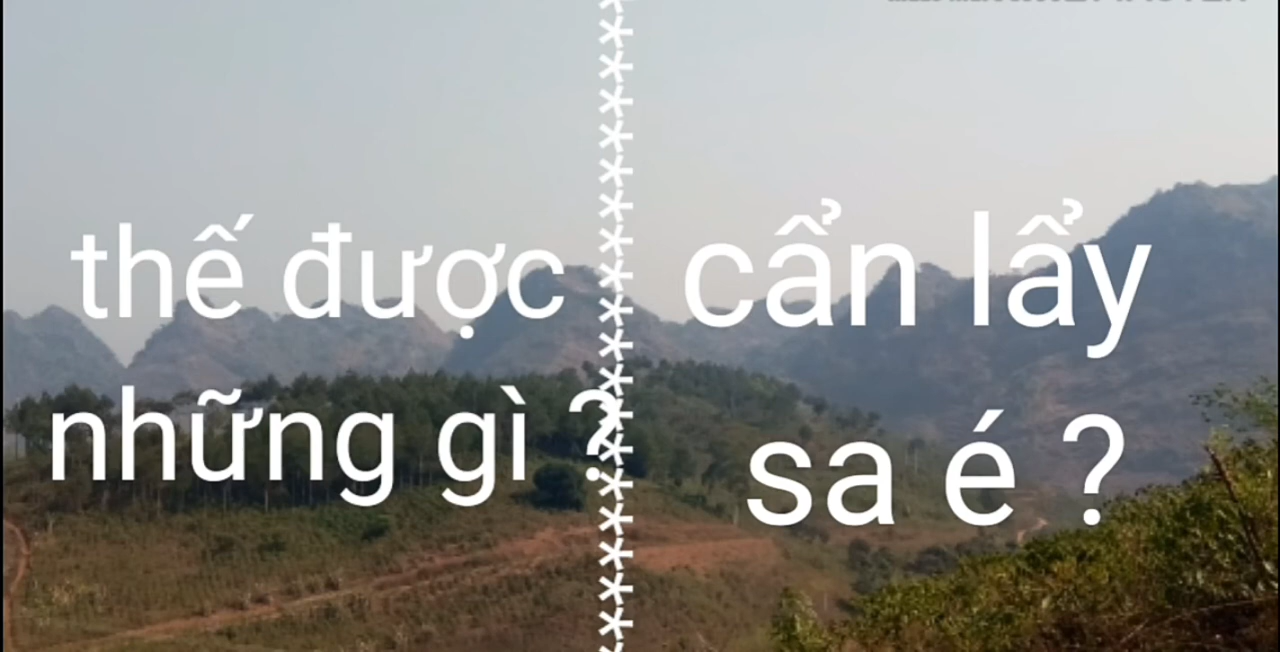 thế được
những gì ?
cẩn lẩy
sa é ?